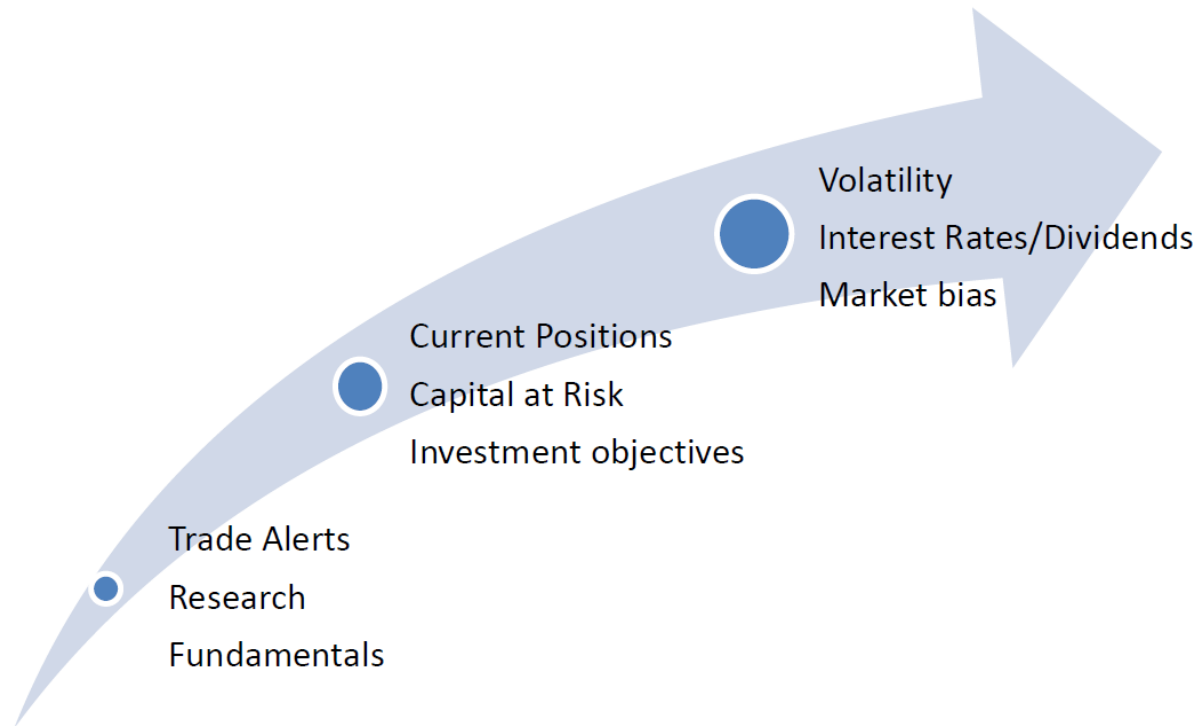 Volatility
Interest Rates/Dividends
Market bias
Current Positions
Capital at Risk
Investment objectives
Trade Alerts
Research
Fundamentals